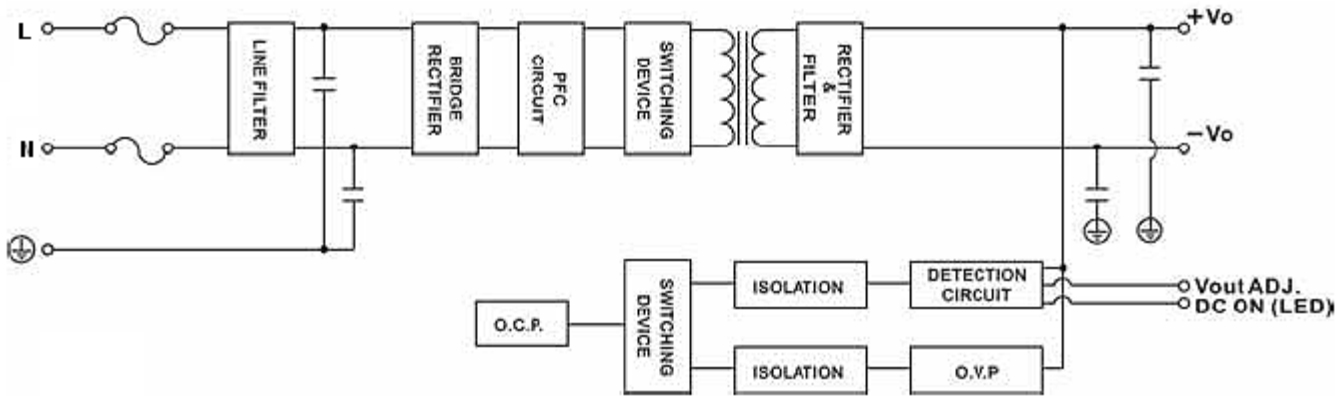 L
LINE FILTER
BRIDGE
RECTIFIER
PFC
CIRCUIT
SWITCHING
DEVICE
RECTIFIER
&
FILTER
+Vo
N
−Vo
SWITCHING
DEVICE
ISOLATION
DETECTION
CIRCUIT
Vout ADJ.
DC ON (LED)
O.C.P.
ISOLATION
O.V.P